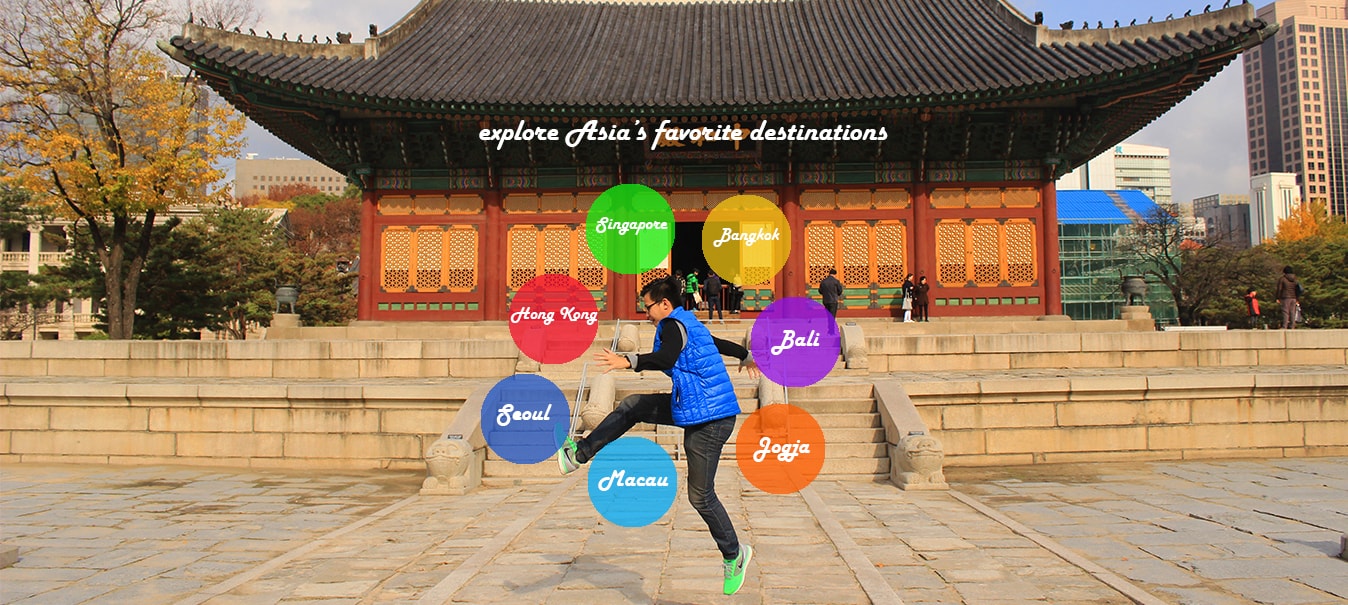 explore Asia's favorite destinations
Singapore
Bangkok
Hong Kong
Bali
Seoul
Jogja
Macau